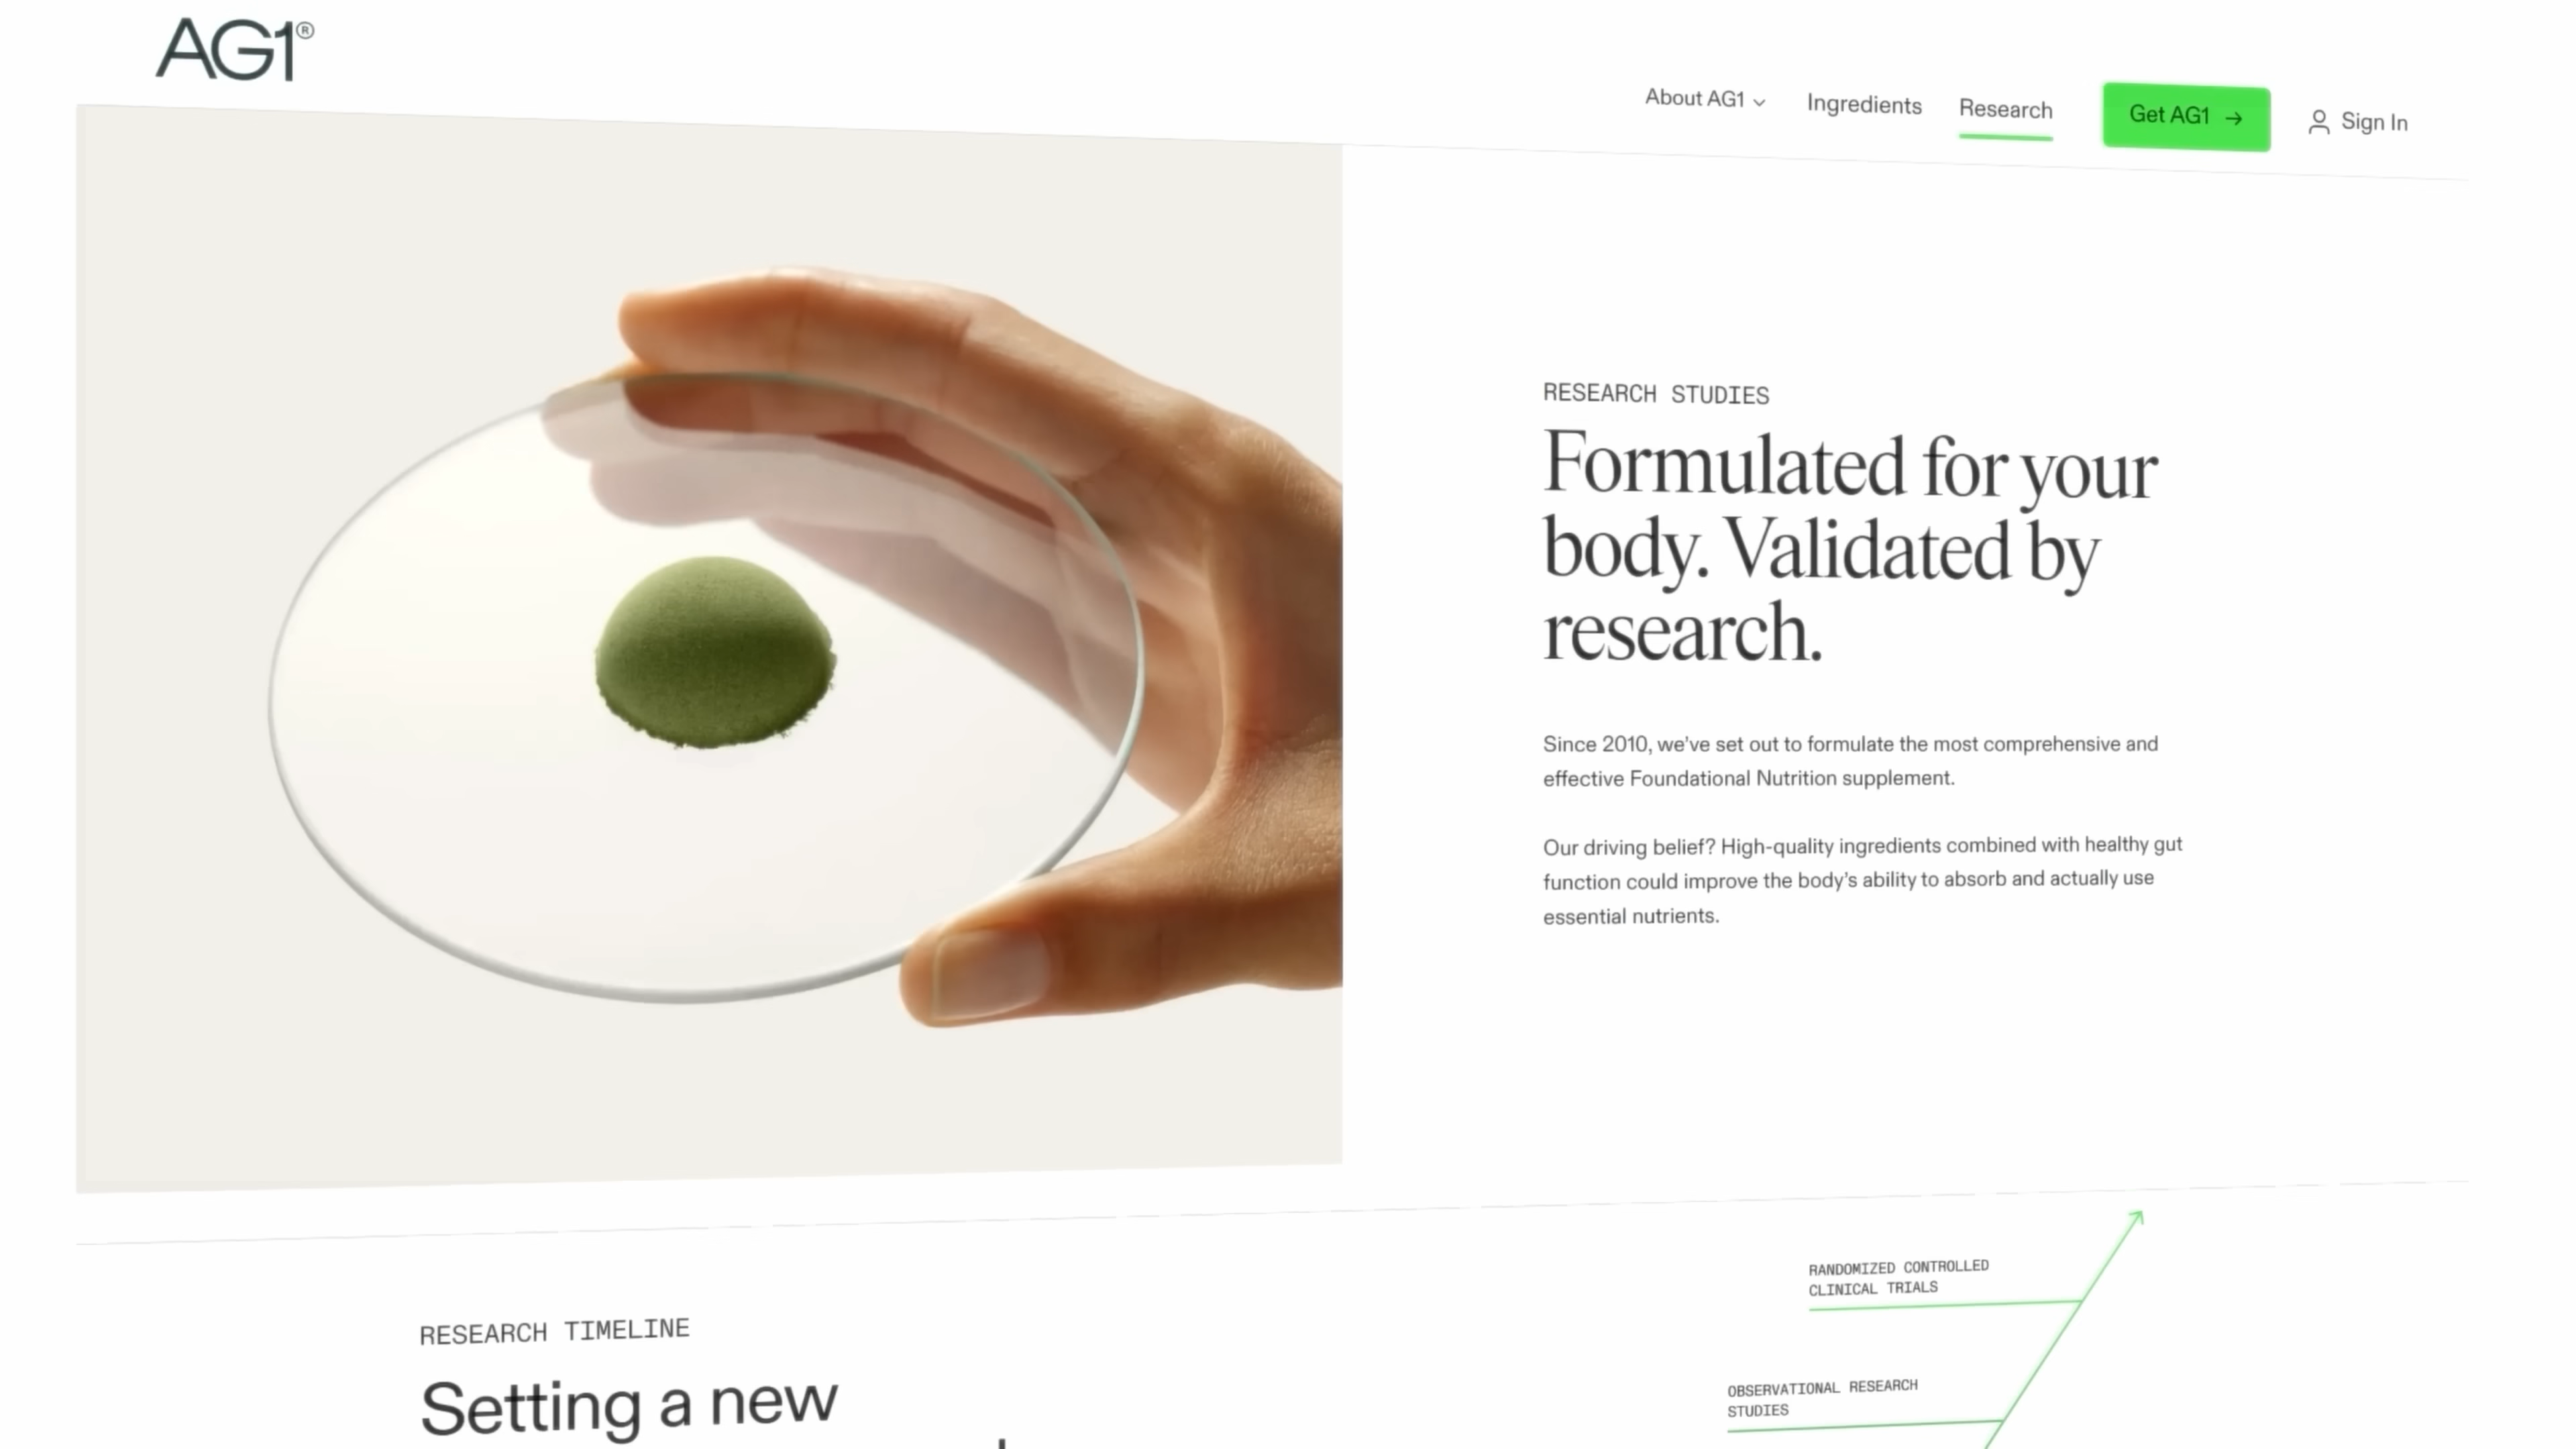 AG1®
About AG1
Ingredients
Research
Get AG1 →
Sign In
RESEARCH STUDIES
Formulated for your
body. Validated by
research.
Since 2010, we’ve set out to formulate the most comprehensive and
effective Foundational Nutrition supplement.
Our driving belief? High-quality ingredients combined with healthy gut
function could improve the body’s ability to absorb and actually use
essential nutrients.
RESEARCH TIMELINE
Setting a new
RANDOMIZED CONTROLLED
CLINICAL TRIALS
OBSERVATIONAL RESEARCH
STUDIES